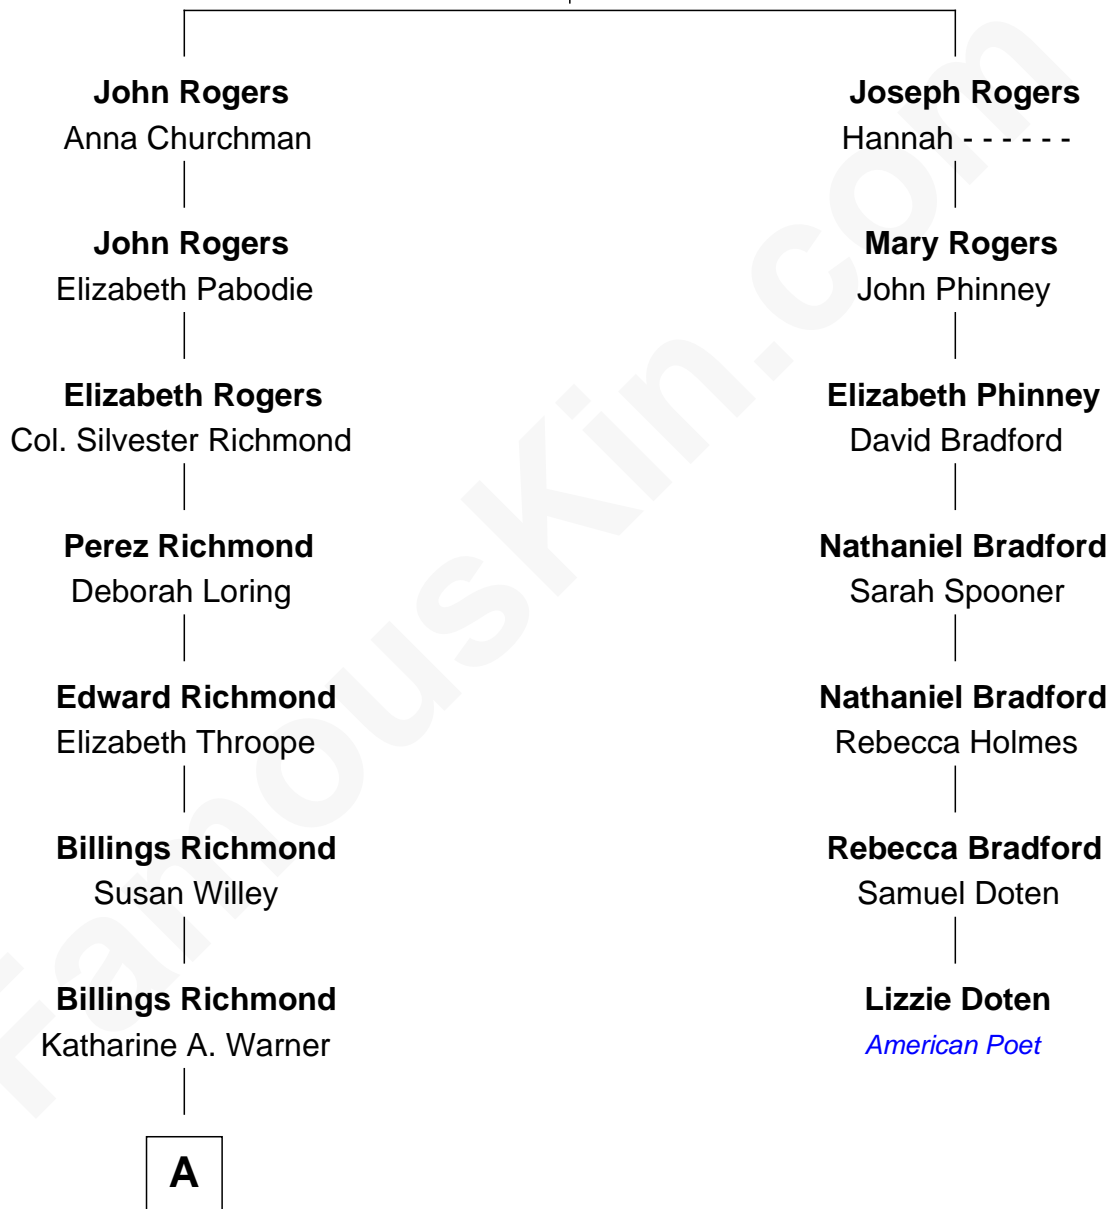 John Rogers
Anna Churchman
John Rogers
Elizabeth Pabodie
Elizabeth Rogers
Col. Silvester Richmond
Perez Richmond
Deborah Loring
Edward Richmond
Elizabeth Throope
Billings Richmond
Susan Willey
Billings Richmond
Katharine A. Warner
A
Joseph Rogers
Hannah - - - - - -
Mary Rogers
John Phinney
Elizabeth Phinney
David Bradford
Nathaniel Bradford
Sarah Spooner
Nathaniel Bradford
Rebecca Holmes
Rebecca Bradford
Samuel Doten
Lizzie Doten
American Poet
FamousKin.com